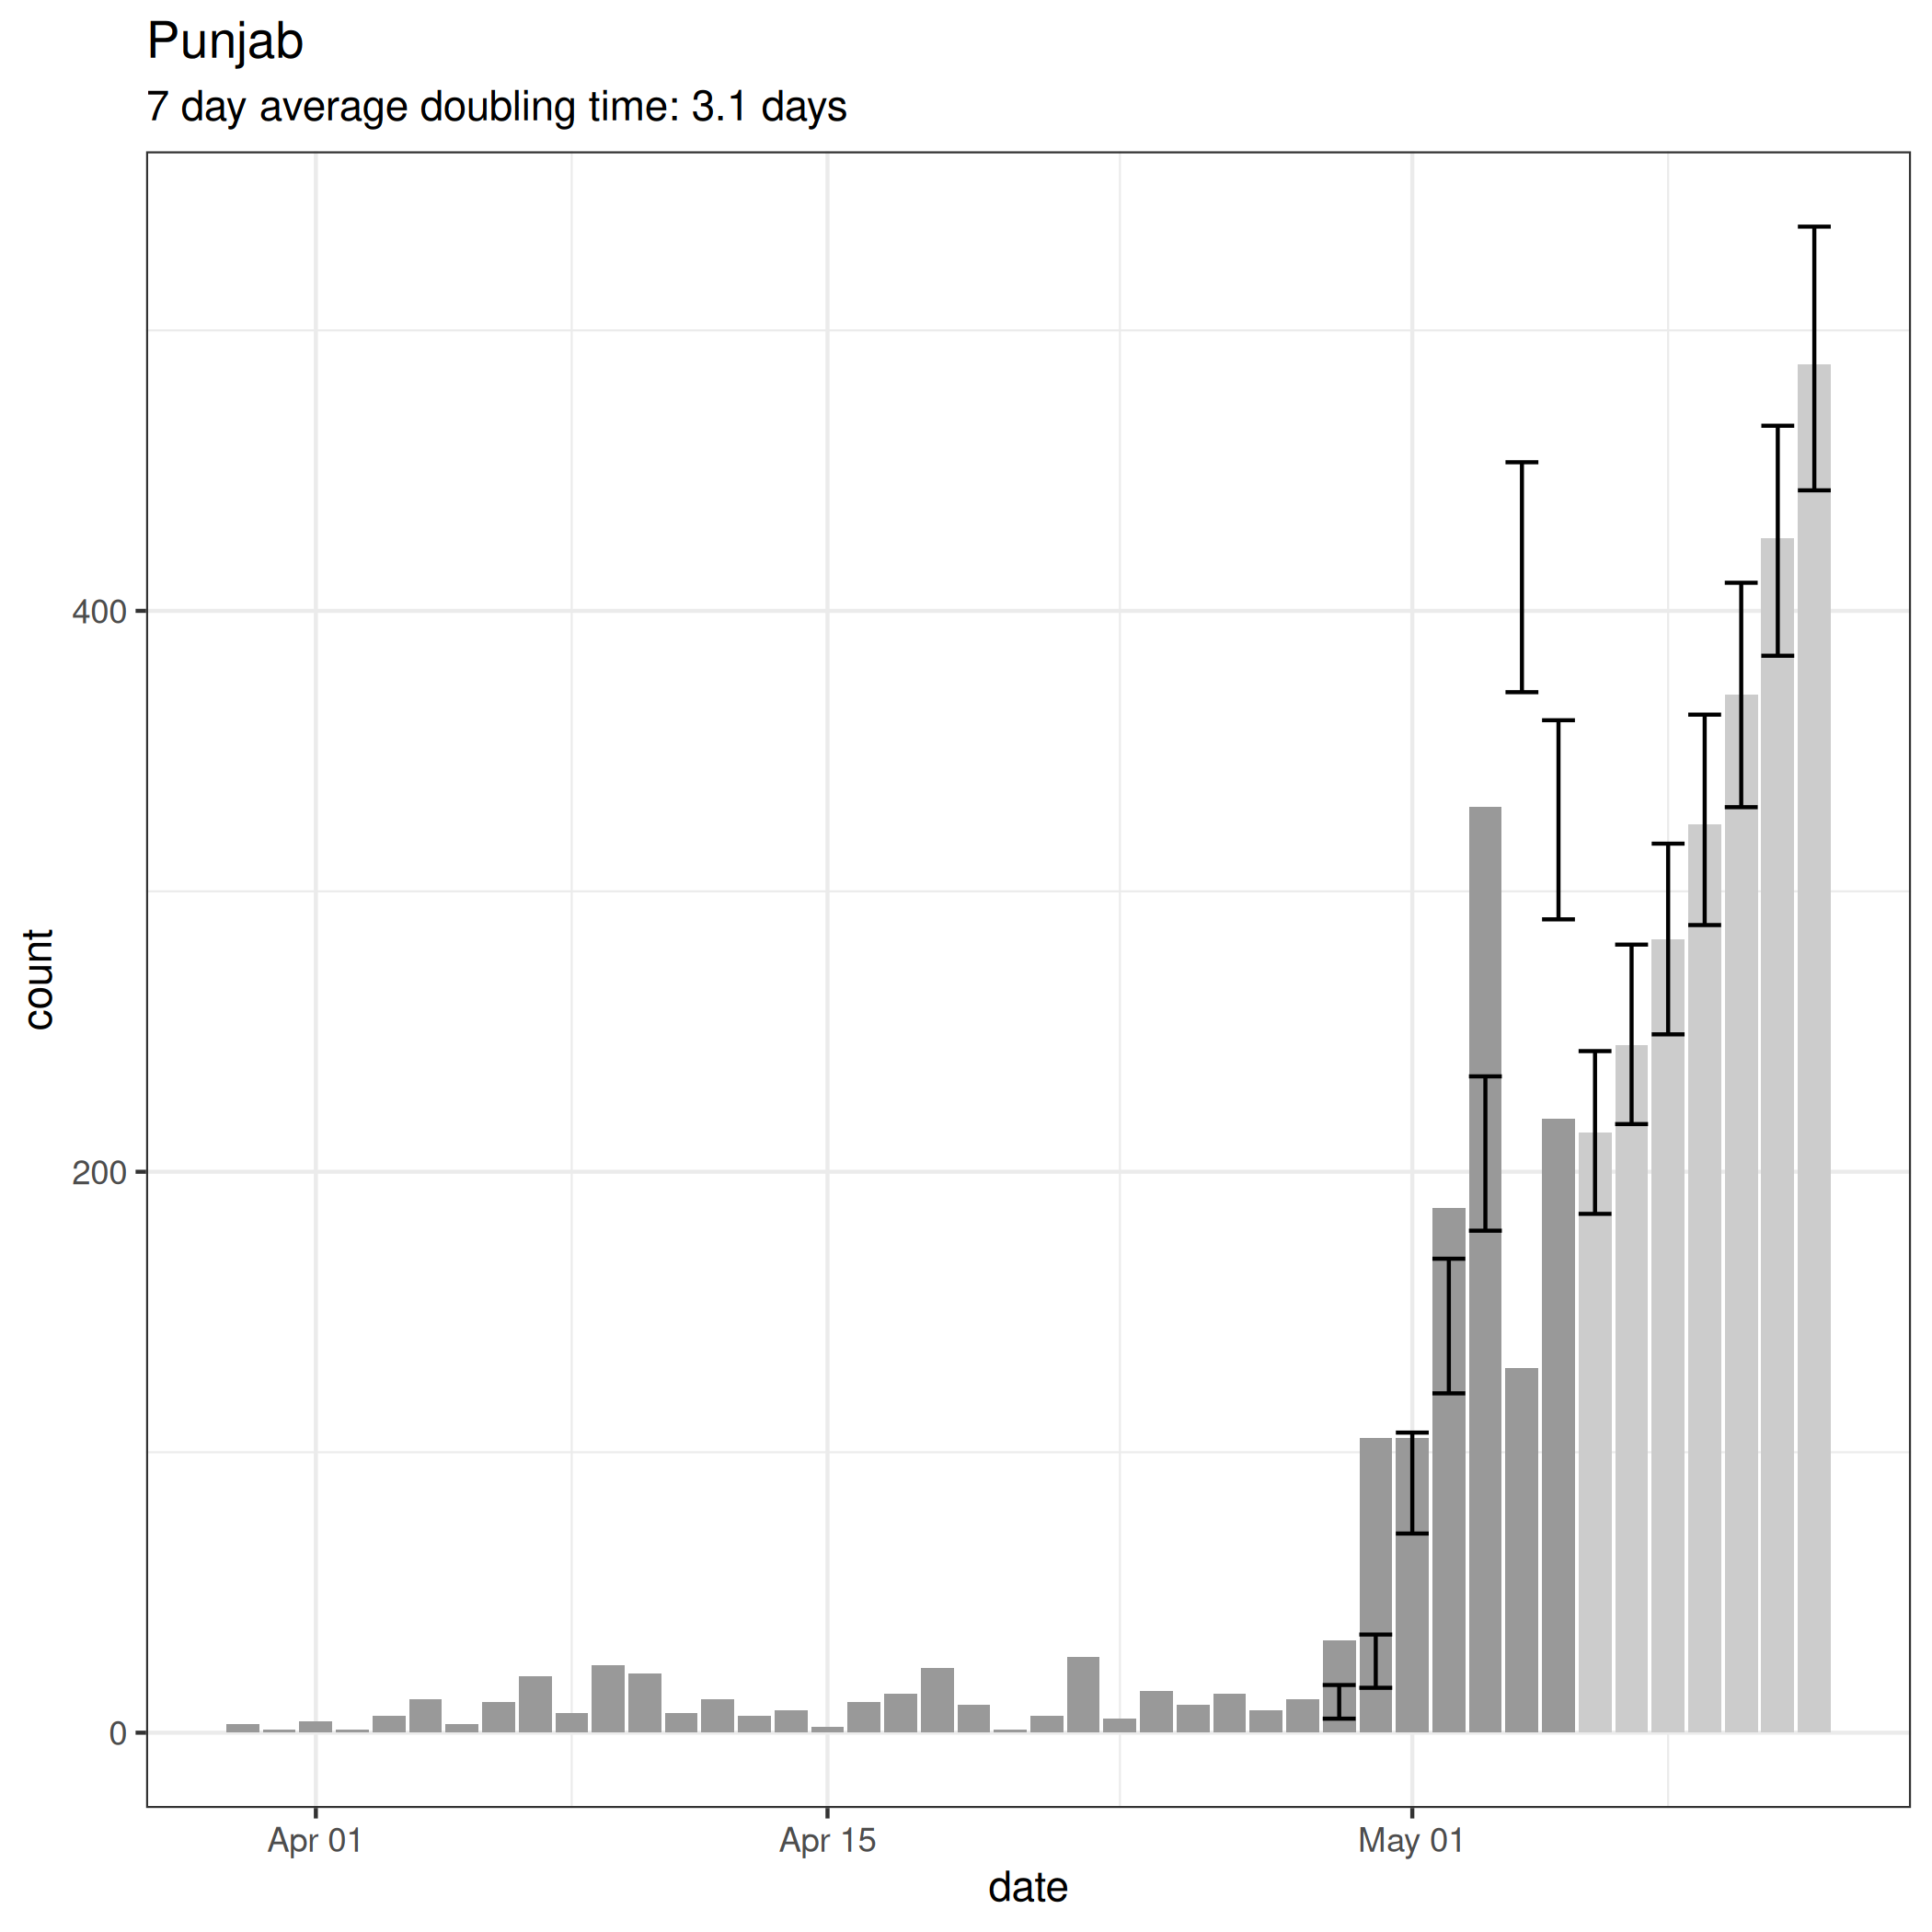 Punjab
7 day average doubling time: 3.1 days
count
400
200
0
Apr 01
Apr 15
May 01
date